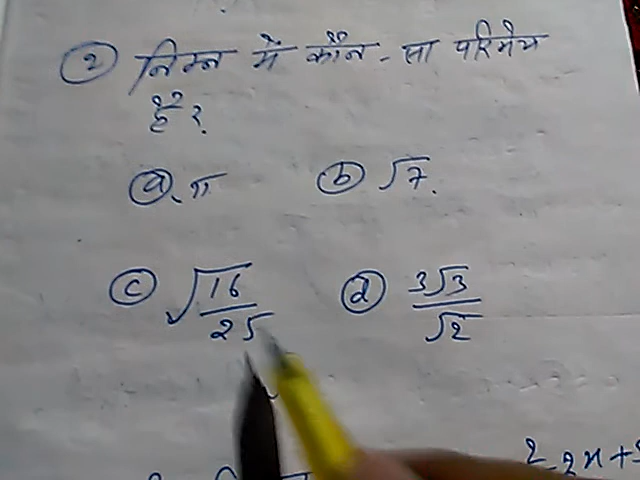 ② निम्न में कौन-सा परिमेय
है?
ⓐ π ⓑ √7.
ⓒ √16/25 ⓓ 3√3/√2